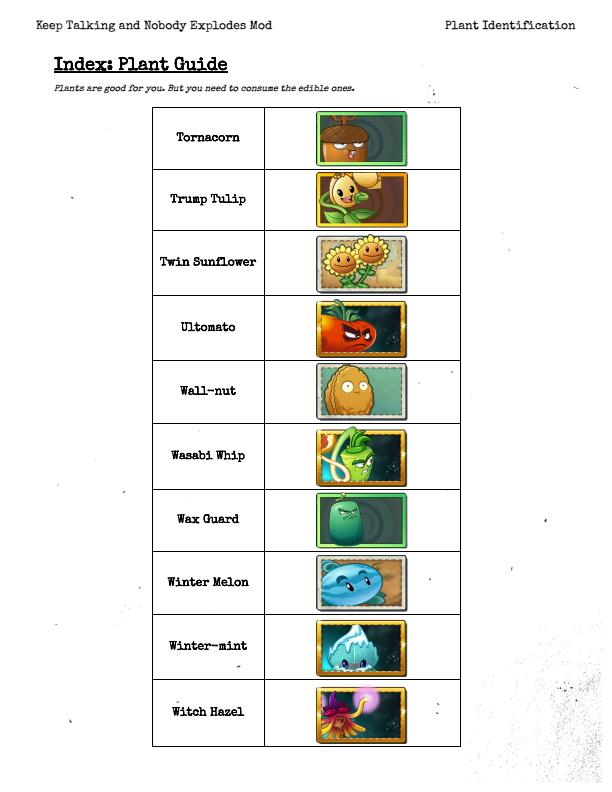 Keep Talking and Nobody Explodes Mod
Plant Identification
Index: Plant Guide
Plants are good for you. But you need to consume the edible ones.
Tornacorn
Trump Tulip
Twin Sunflower
Ultomato
Wall-nut
Wasabi Whip
Wax Guard
Winter Melon
Winter-mint
Witch Hazel